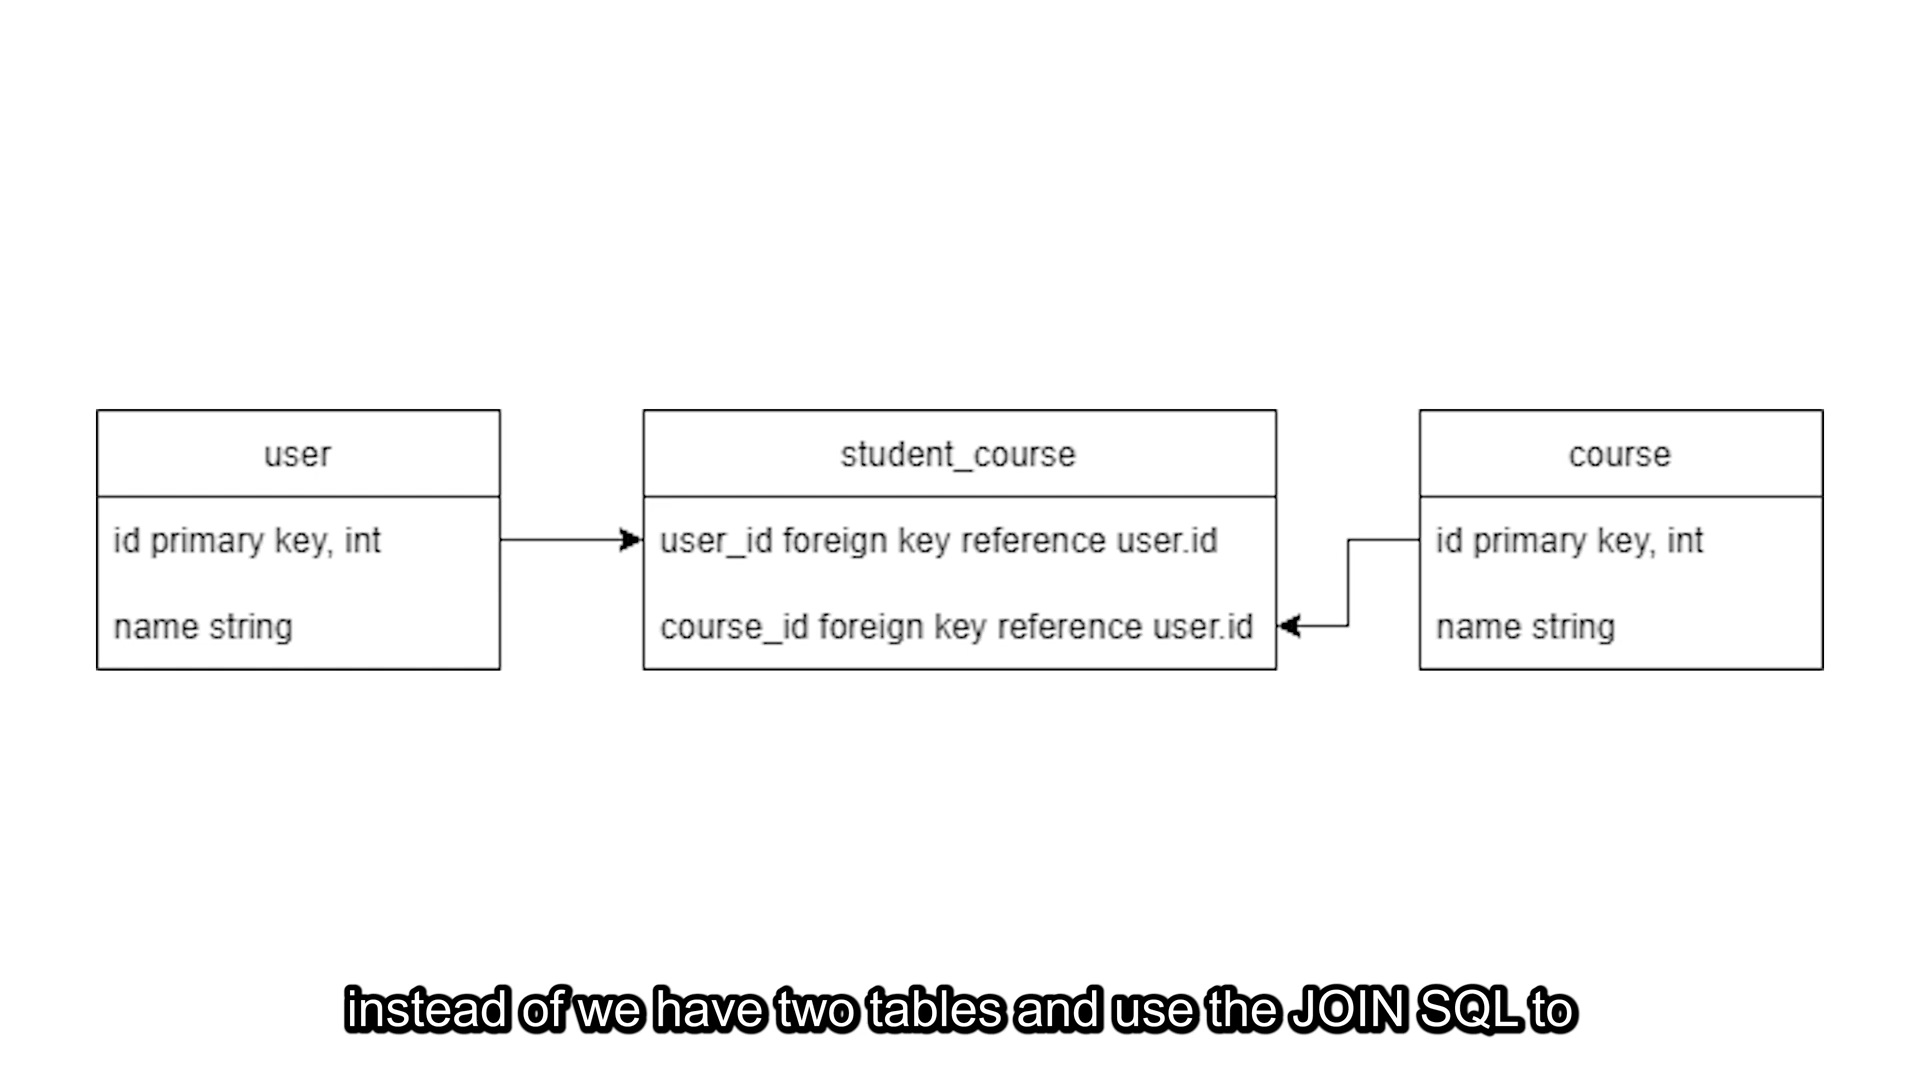 user
id primary key, int
name string
student_course
user_id foreign key reference user.id
course_id foreign key reference user.id
course
id primary key, int
name string
instead of we have two tables and use the JOIN SQL to